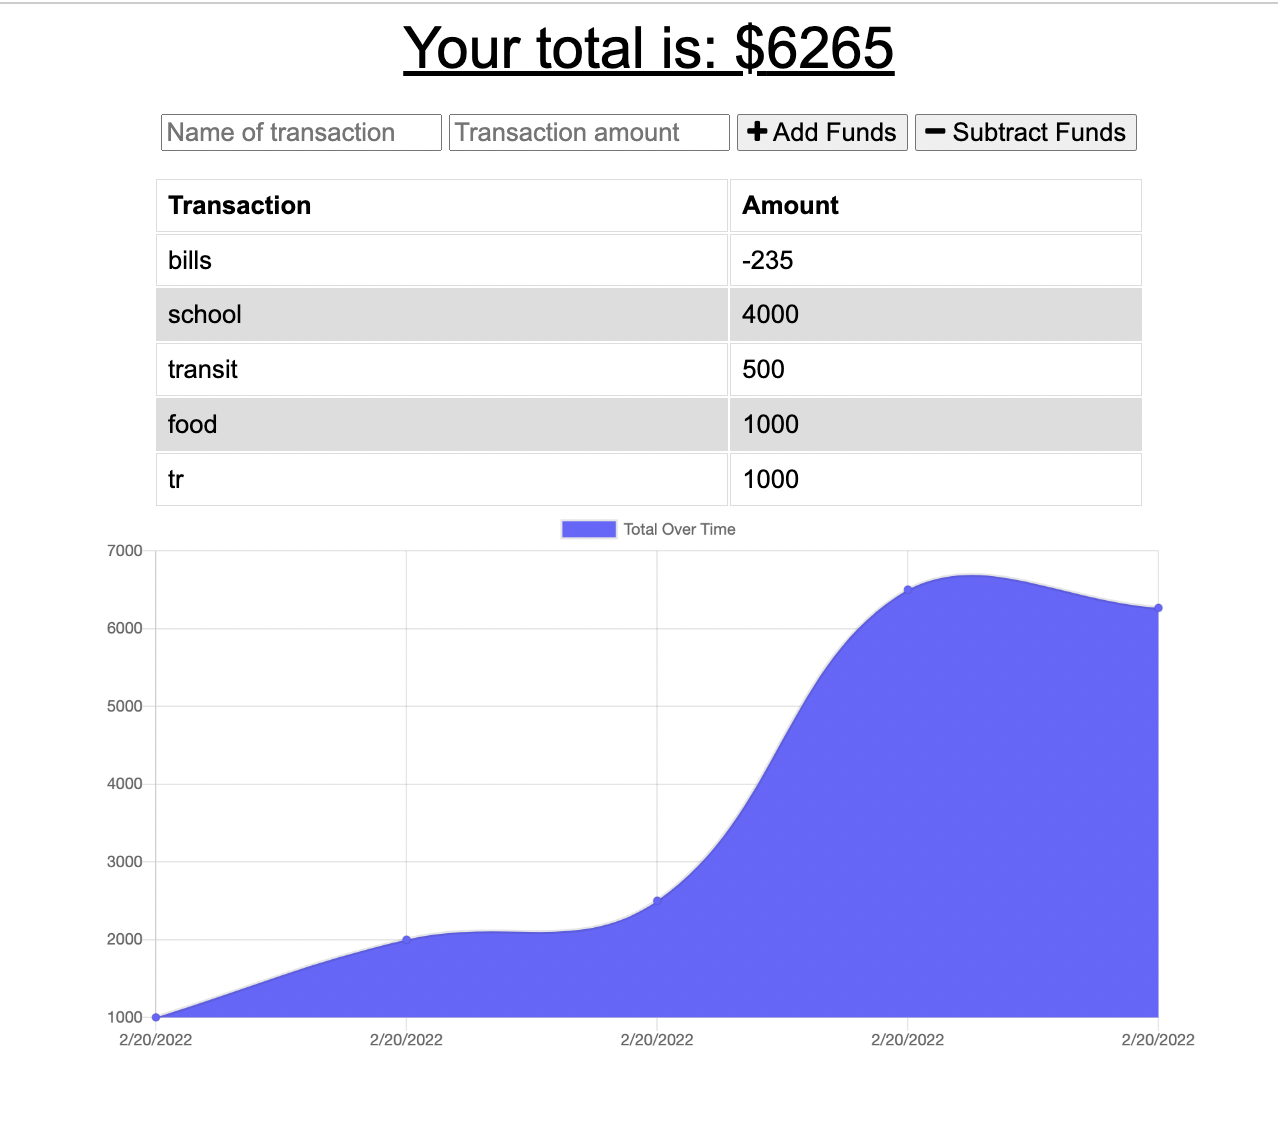 Your total is: $6265
Name of transaction Transaction amount Add Funds Subtract Funds
Transaction Amount
bills -235
school 4000
transit 500
food 1000
tr 1000
Total Over Time
7000
6000
5000
4000
3000
2000
1000
2/20/2022 2/20/2022 2/20/2022 2/20/2022 2/20/2022